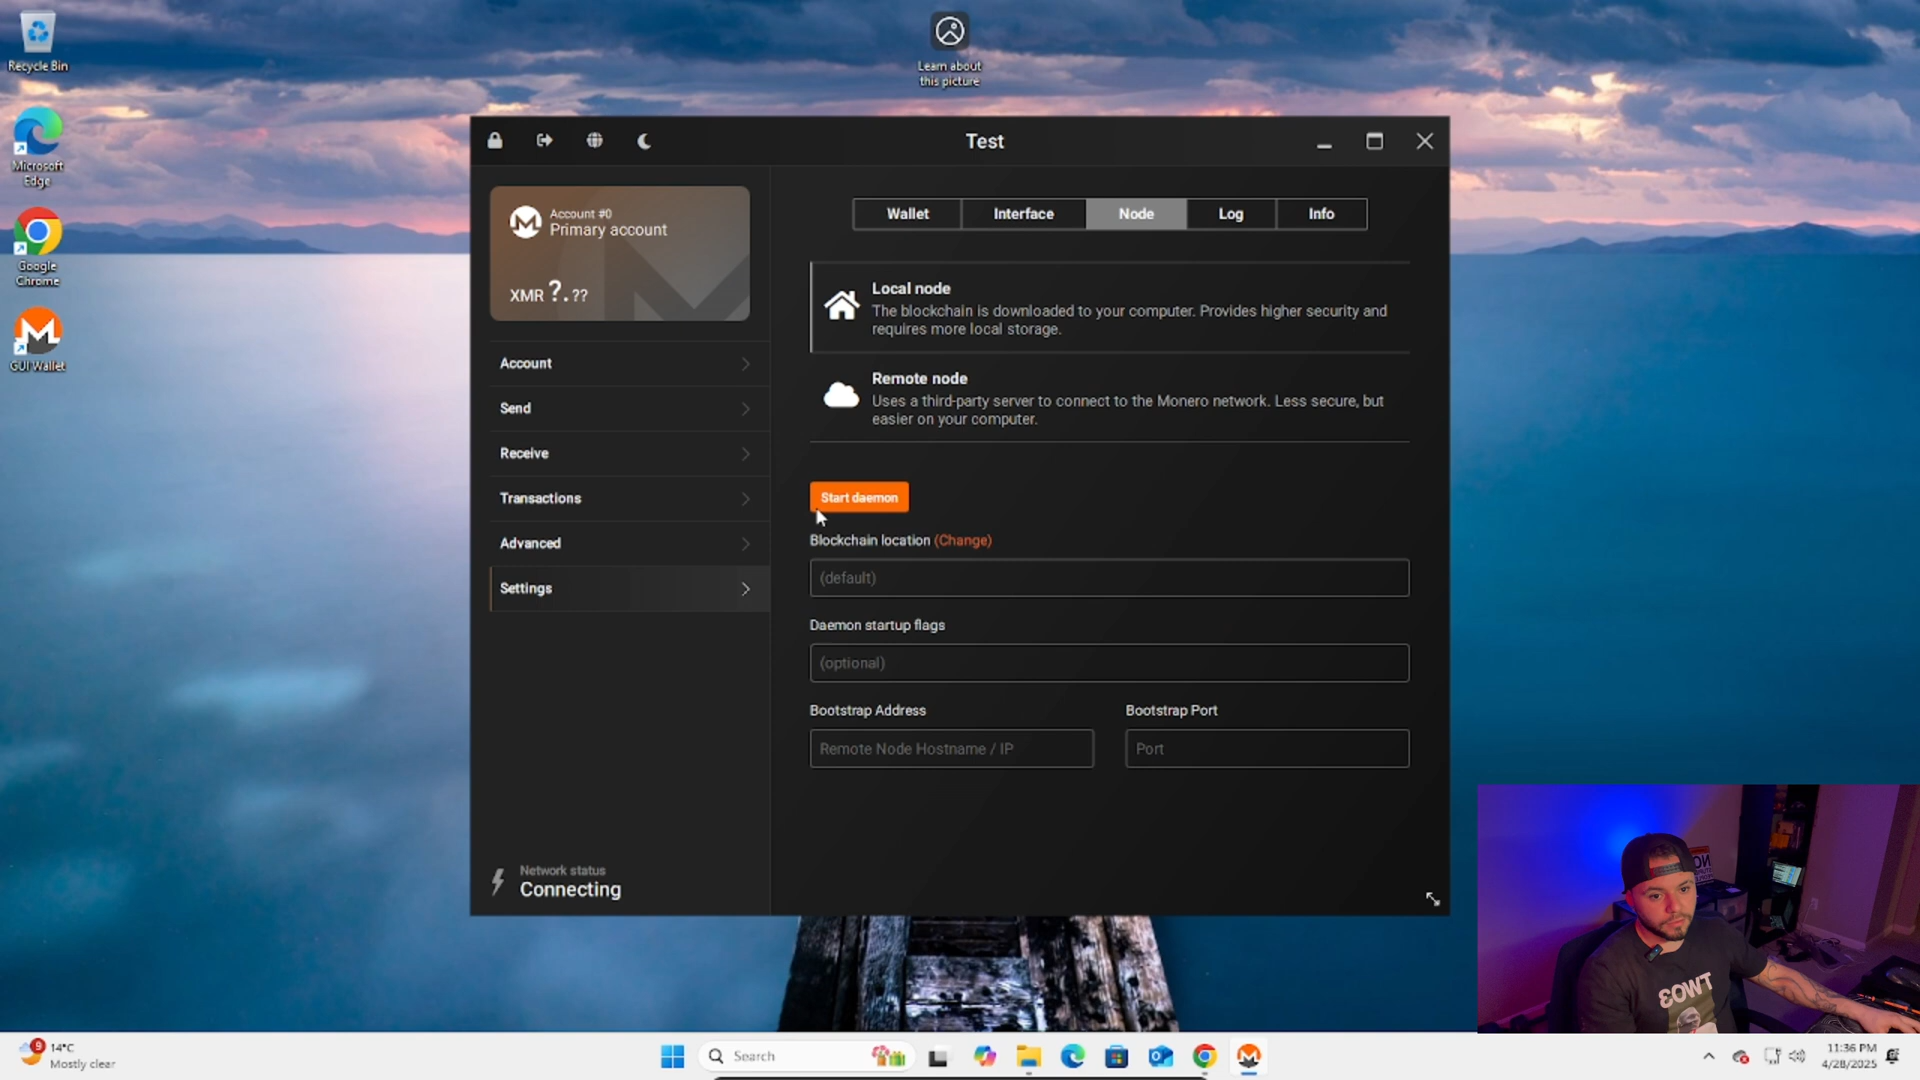 Recycle Bin
Learn about
this picture
Microsoft
Edge
Google
Chrome
GUI Wallet
Test
Account #0
Primary account
XMR ?.??
Account
Send
Receive
Transactions
Advanced
Settings
Network status
Connecting
Wallet
Interface
Node
Log
Info
Local node
The blockchain is downloaded to your computer. Provides higher security and
requires more local storage.
Remote node
Uses a third-party server to connect to the Monero network. Less secure, but
easier on your computer.
Start daemon
Blockchain location (Change)
(default)
Daemon startup flags
(optional)
Bootstrap Address
Bootstrap Port
Remote Node Hostname / IP
Port
9
14°C
Mostly clear
Search
11:36 PM
4/28/2025